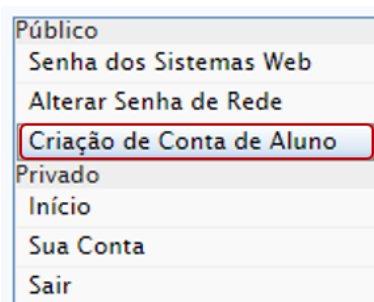 Público
Senha dos Sistemas Web
Alterar Senha de Rede
Criação de Conta de Aluno
Privado
Início
Sua Conta
Sair